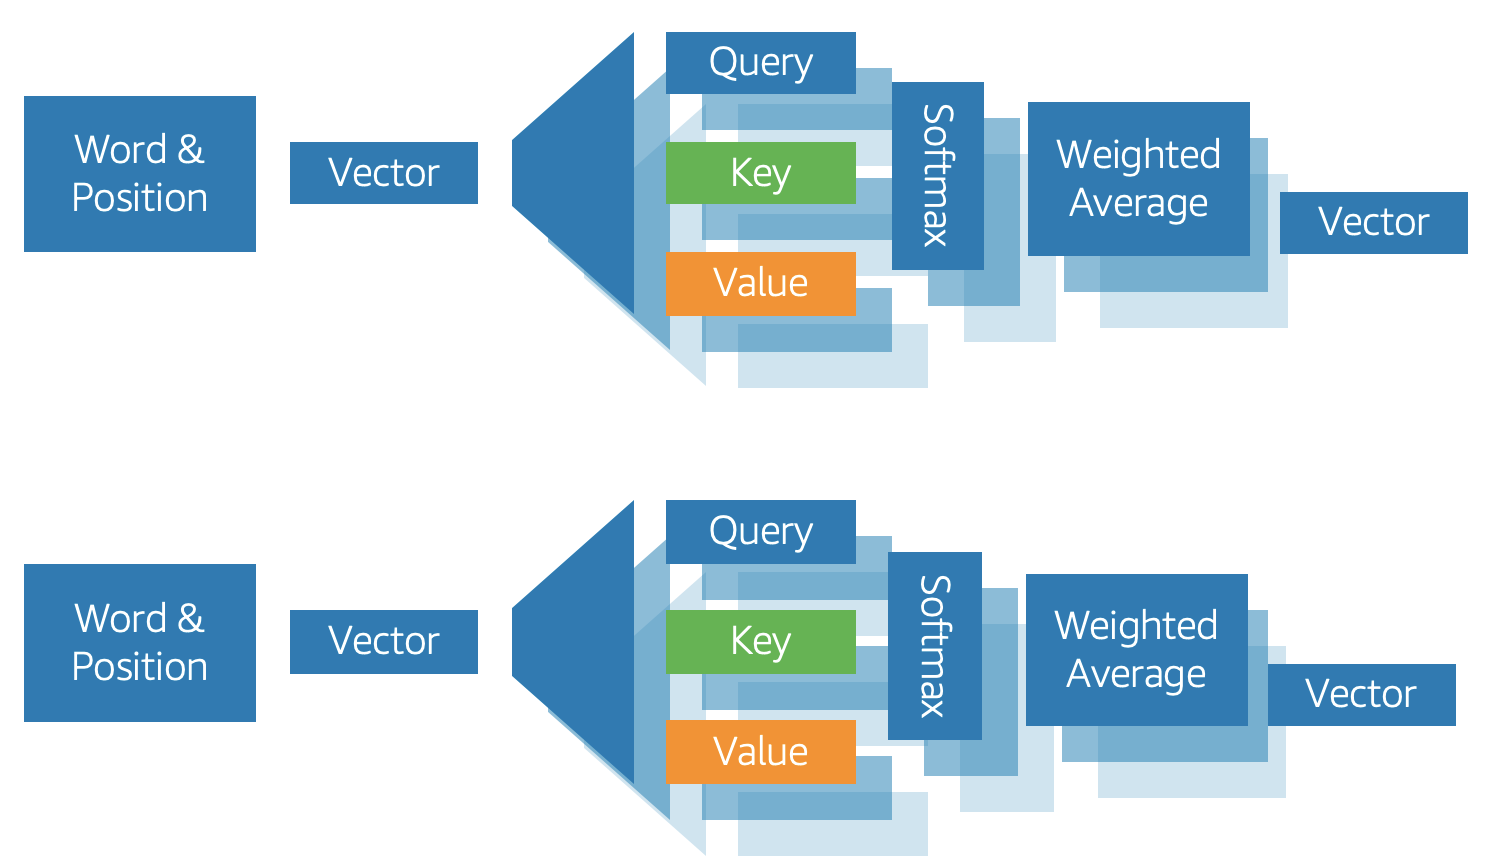 Word &
Position
Vector
Query
Key
Value
Softmax
Weighted
Average
Vector
Word &
Position
Vector
Query
Key
Value
Softmax
Weighted
Average
Vector